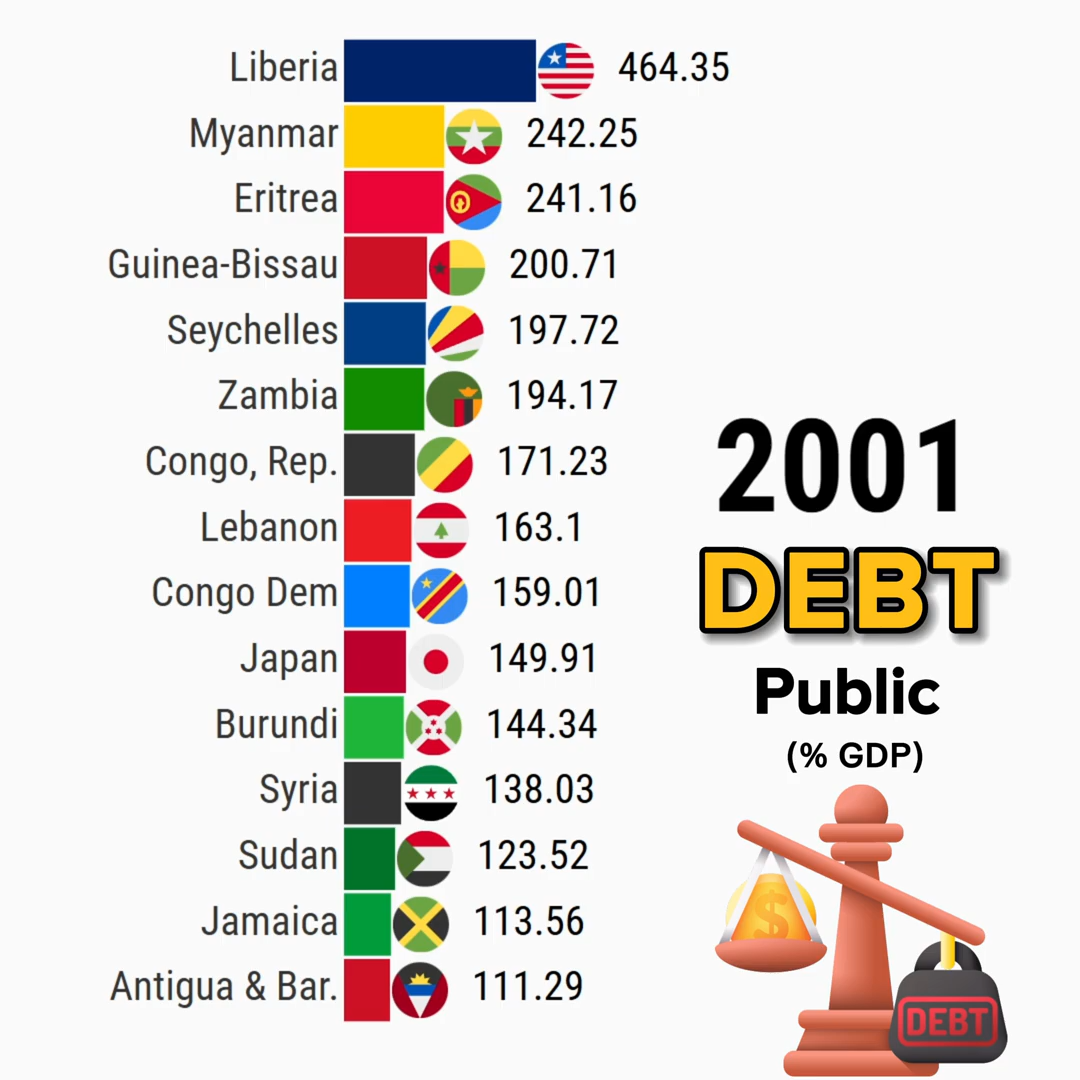 Liberia 464.35
Myanmar 242.25
Eritrea 241.16
Guinea-Bissau 200.71
Seychelles 197.72
Zambia 194.17
Congo, Rep. 171.23
Lebanon 163.1
Congo Dem 159.01
Japan 149.91
Burundi 144.34
Syria 138.03
Sudan 123.52
Jamaica 113.56
Antigua & Bar. 111.29
2001
DEBT
Public
(% GDP)
$
DEBT